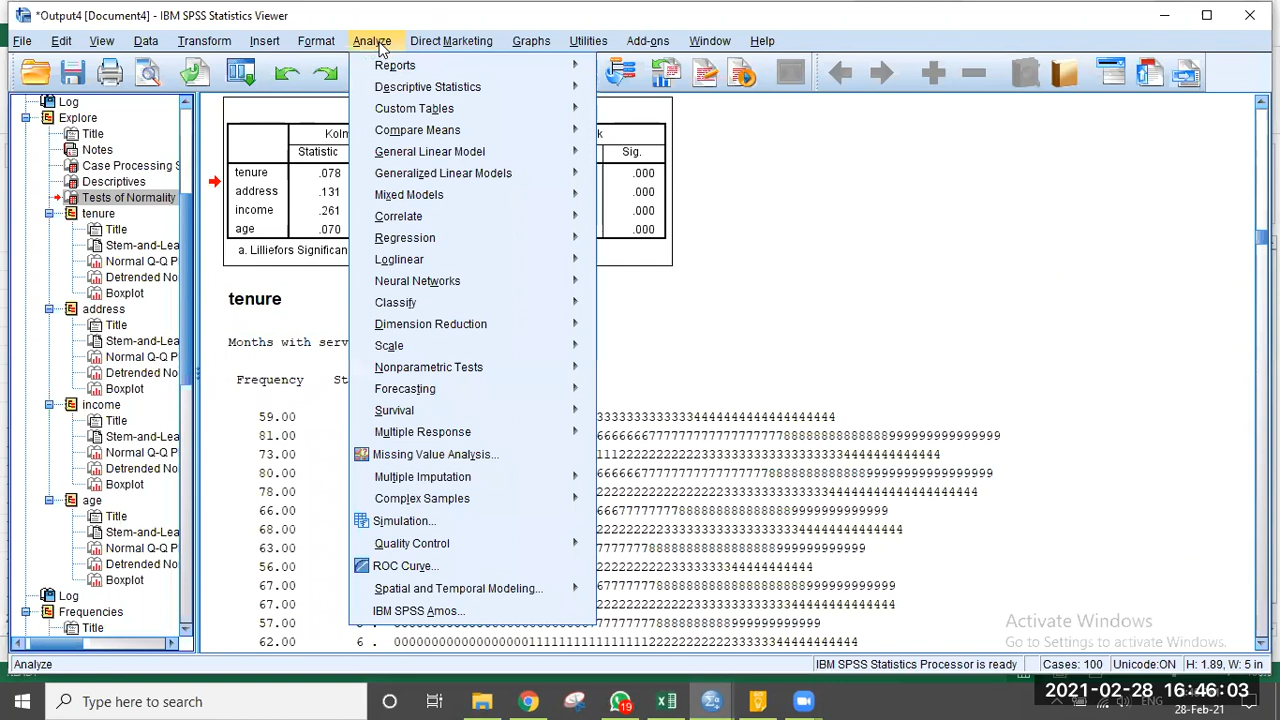 *Output4 [Document4] - IBM SPSS Statistics Viewer
File Edit View Data Transform Insert Format Analyze Direct Marketing Graphs Utilities Add-ons Window Help
Log
Explore
Title
Notes
Case Processing S
Descriptives
Tests of Normality
tenure
Title
Stem-and-Lea
Normal Q-Q P
Detrended No
Boxplot
address
Title
Stem-and-Lea
Normal Q-Q P
Detrended No
Boxplot
income
Title
Stem-and-Lea
Normal Q-Q P
Detrended No
Boxplot
age
Title
Stem-and-Lea
Normal Q-Q P
Detrended No
Boxplot
Log
Frequencies
Title
Kolm
k
Statistic Sig.
tenure .078 .000
address .131 .000
income .261 .000
age .070 .000
a. Lilliefors Significan
tenure
Months with serv
Frequency St
59.00
81.00
73.00
80.00
78.00
66.00
68.00
63.00
56.00
67.00
67.00
57.00
62.00 6 .
Reports
Descriptive Statistics
Custom Tables
Compare Means
General Linear Model
Generalized Linear Models
Mixed Models
Correlate
Regression
Loglinear
Neural Networks
Classify
Dimension Reduction
Scale
Nonparametric Tests
Forecasting
Survival
Multiple Response
Missing Value Analysis...
Multiple Imputation
Complex Samples
Simulation...
Quality Control
ROC Curve...
Spatial and Temporal Modeling...
IBM SPSS Amos...
Activate Windows
Go to Settings to activate Windows.
Analyze
IBM SPSS Statistics Processor is ready
Cases: 100
Unicode:ON
H: 1.89, W: 5 in
Type here to search
19
2021-02-28 16:46:03
28-Feb-21